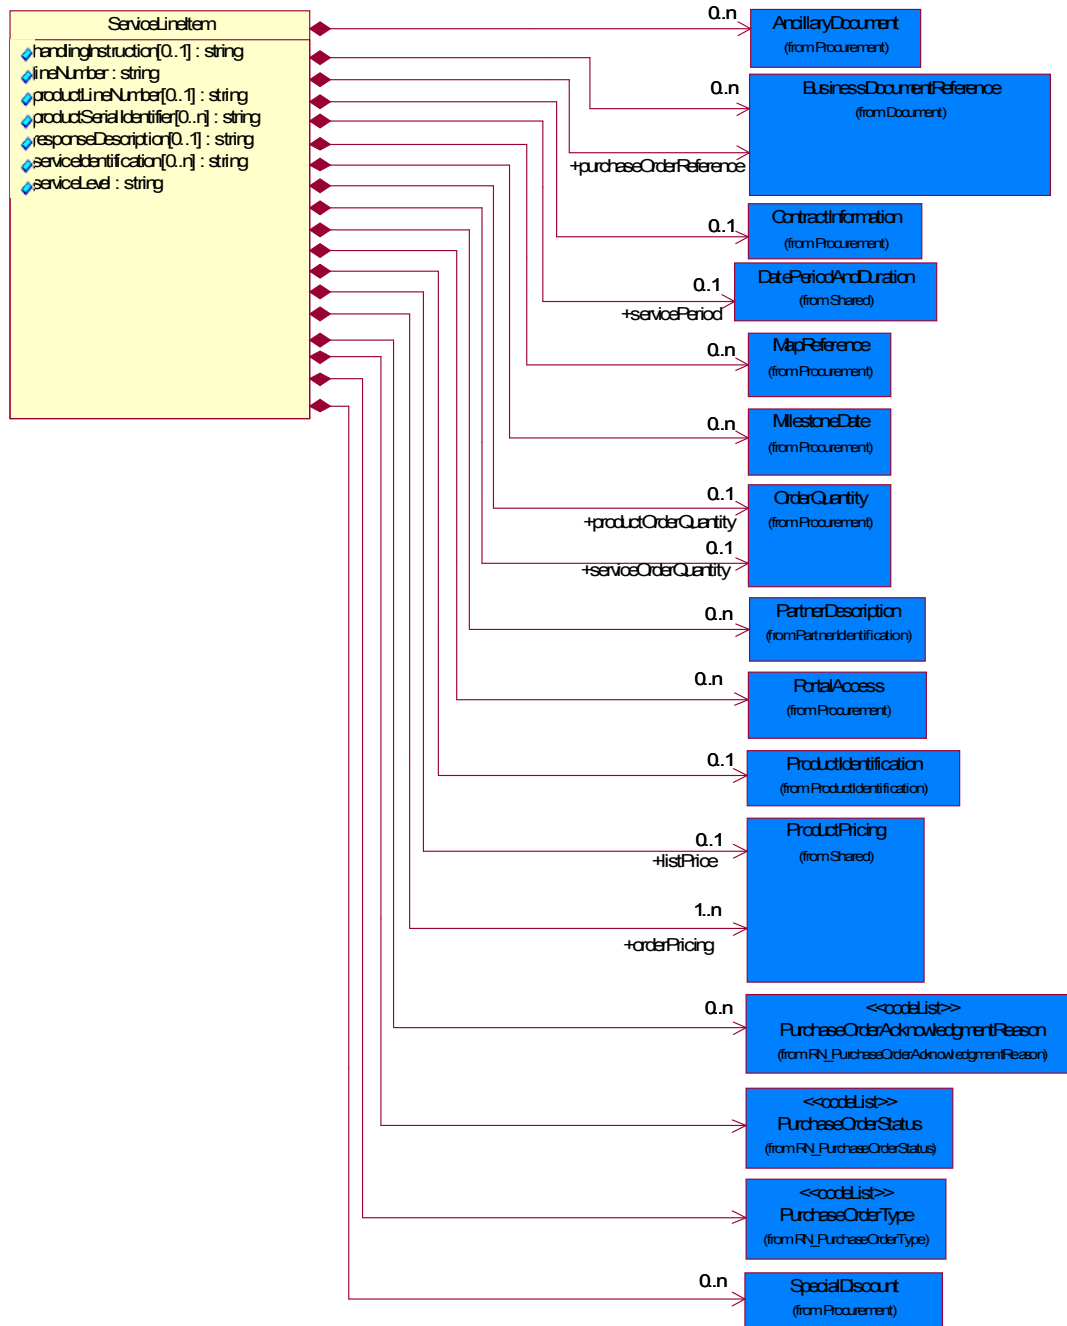 ServiceLineItem
handlingInstruction[0..1] : string
lineNumber : string
productLineNumber[0..1] : string
productSerialIdentifier[0..n] : string
responseDescription[0..1] : string
serviceIdentification[0..n] : string
serviceLevel : string
0..n
AncillaryDocument
(from Procurement)
0..n
BusinessDocumentReference
(from Document)
+purchaseOrderReference
0..1
ContractInformation
(from Procurement)
0..1
+servicePeriod
DatePeriodAndDuration
(from Shared)
0..n
MapReference
(from Procurement)
0..n
MilestoneDate
(from Procurement)
0..1
+productOrderQuantity
OrderQuantity
(from Procurement)
0..1
+serviceOrderQuantity
0..n
PartnerDescription
(from PartnerIdentification)
0..n
PortalAccess
(from Procurement)
0..1
ProductIdentification
(from ProductIdentification)
0..1
+listPrice
ProductPricing
(from Shared)
1..n
+orderPricing
0..n
<<codeList>>
PurchaseOrderAcknowledgmentReason
(from RN_PurchaseOrderAcknowledgmentReason)
<<codeList>>
PurchaseOrderStatus
(from RN_PurchaseOrderStatus)
<<codeList>>
PurchaseOrderType
(from RN_PurchaseOrderType)
0..n
SpecialDiscount
(from Procurement)